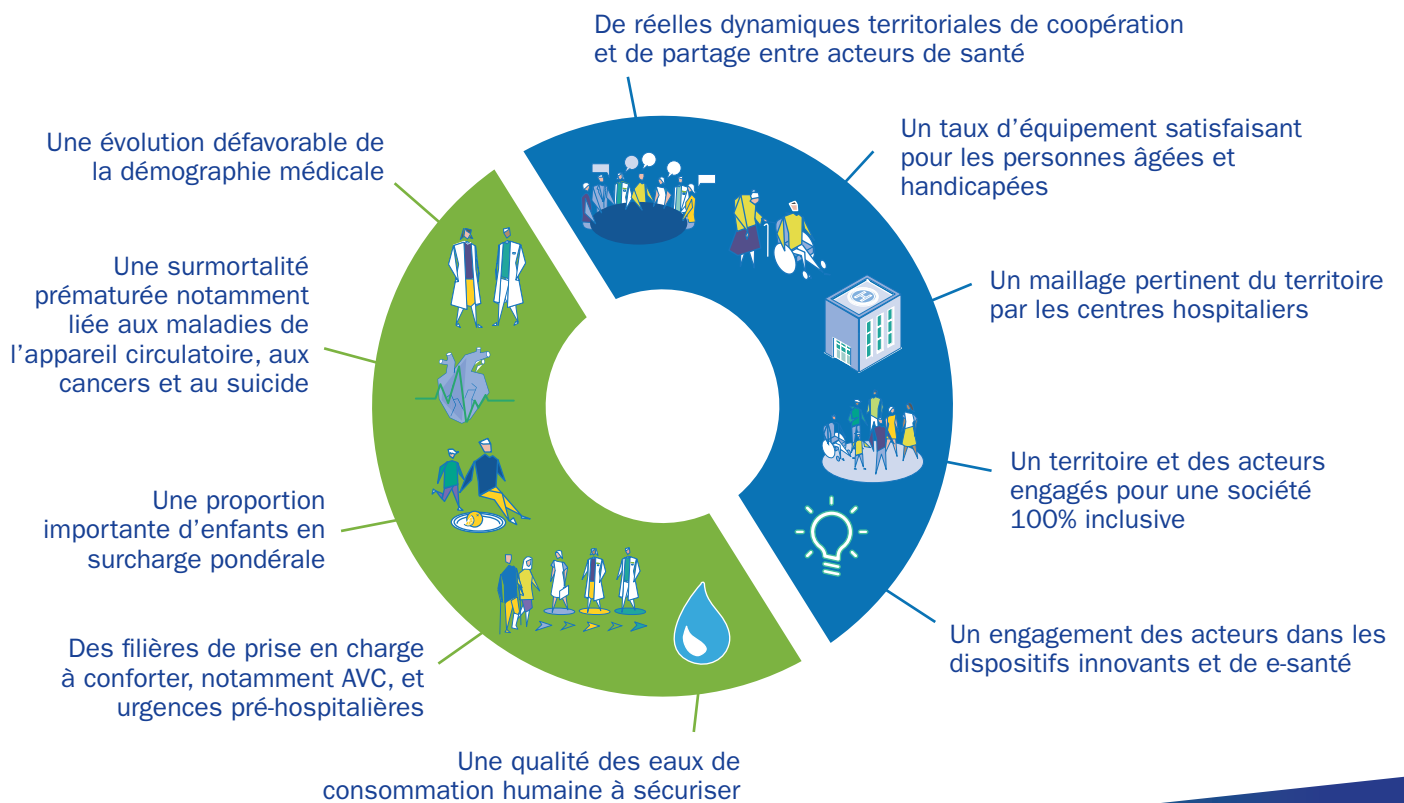 De réelles dynamiques territoriales de coopération
et de partage entre acteurs de santé
Un taux d'équipement satisfaisant
pour les personnes âgées et
handicapées
Un maillage pertinent du territoire
par les centres hospitaliers
Un territoire et des acteurs
engagés pour une société
100% inclusive
Un engagement des acteurs dans les
dispositifs innovants et de e-santé
Une évolution défavorable de
la démographie médicale
Une surmortalité
prématurée notamment
liée aux maladies de
l'appareil circulatoire, aux
cancers et au suicide
Une proportion
importante d'enfants en
surcharge pondérale
Des filières de prise en charge
à conforter, notamment AVC, et
urgences pré-hospitalières
Une qualité des eaux de
consommation humaine à sécuriser